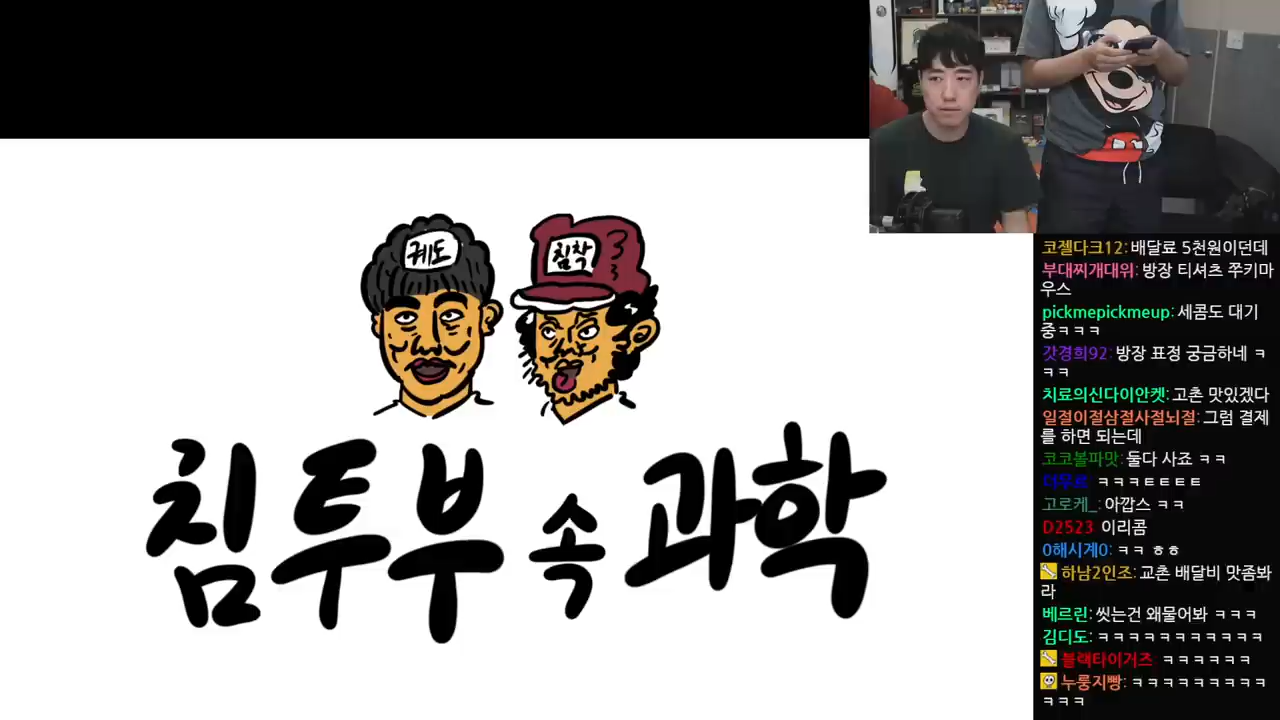 궤도
침착
침투부 속 과학
코젤다크12: 배달료 5천원이던데
부대찌개대위: 방장 티셔츠 쭈키마
우스
pickmepickmeup: 세콤도 대기
중ㅋㅋㅋ
갓경희92: 방장 표정 궁금하네 ㅋ
ㅋㅋ
치료의신다이안켓: 고촌 맛있겠다
일절이절삼절사절뇌절: 그럼 결제
를 하면 되는데
코코볼파맛: 둘다 사죠 ㅋㅋ
더무르: ㅋㅋㅋㅌㅌㅌㅌ
고로케_: 아깝스 ㅋㅋ
D2523: 이리콤
0해시계0: ㅋㅋ ㅎㅎ
하남2인조: 교촌 배달비 맛좀봐
라
베르린: 씻는건 왜물어봐 ㅋㅋㅋ
김디도: ㅋㅋㅋㅋㅋㅋㅋㅋㅋㅋㅋ
블랙타이거즈: ㅋㅋㅋㅋㅋㅋ
누룽지빵: ㅋㅋㅋㅋㅋㅋㅋㅋㅋ
ㅋㅋㅋ